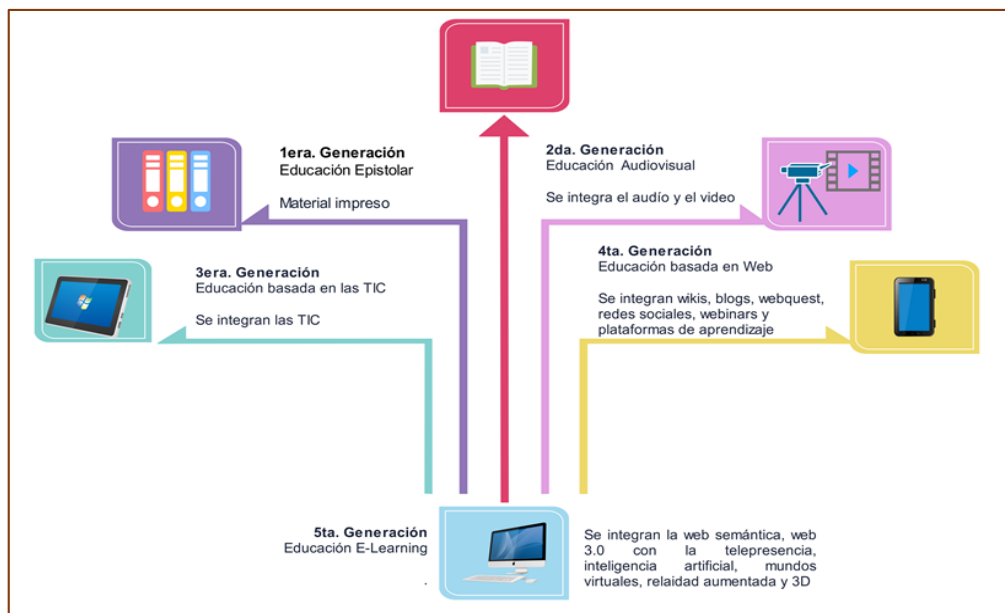 1era. Generación
Educación Epistolar
Material impreso
2da. Generación
Educación Audiovisual
Se integra el audío y el video
3era. Generación
Educación basada en las TIC
Se integran las TIC
4ta. Generación
Educación basada en Web
Se integran wikis, blogs, webquest,
redes sociales, webinars y
plataformas de aprendizaje
5ta. Generación
Educación E-Learning
.
Se integran la web semántica, web
3.0 con la telepresencia,
inteligencia artificial, mundos
virtuales, relaidad aumentada y 3D